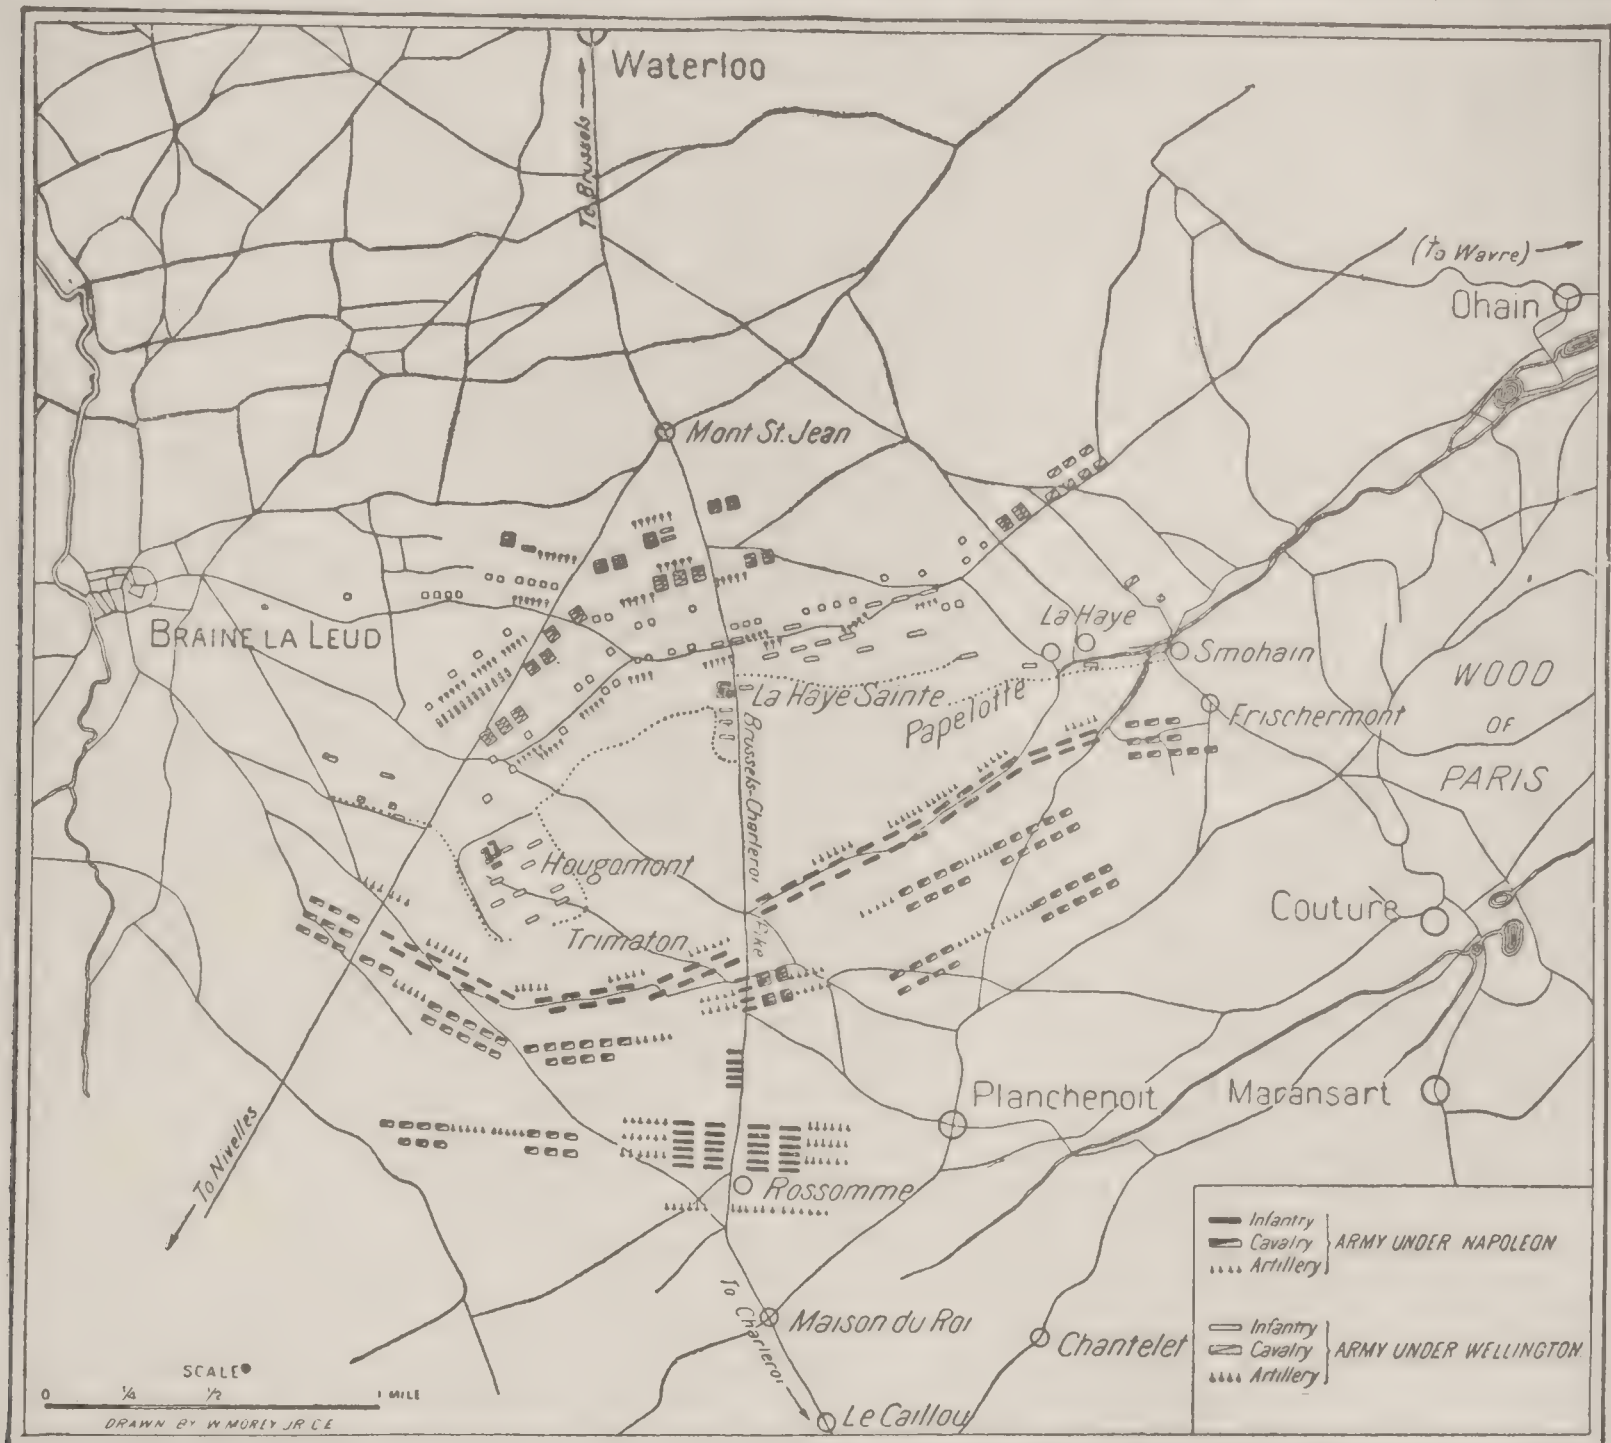 Waterloo
To Brussels
(To Wavre)
Ohain
Mont St. Jean
BRAINE LA LEUD
La Haye
Smohain
WOOD
OF
PARIS
La Haye Sainte
Papelotte
Frischermont
Brussels-Charleroi Pike
Hougomont
Trimaton
Couture
Planchenoit
Maransart
To Nivelles
Rossomme
Infantry
Cavalry
Artillery
ARMY UNDER NAPOLEON
To Charleroi
Maison du Roi
Chantelet
Infantry
Cavalry
Artillery
ARMY UNDER WELLINGTON
SCALE
0 1/4 1/2 1 MILE
DRAWN BY W MOREY JR C E
Le Caillou